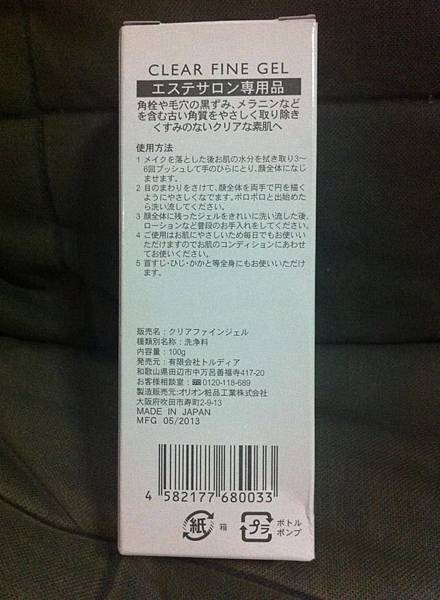 CLEAR FINE GEL
エステサロン専用品
角栓や毛穴の黒ずみ、メラニンなど
を含む古い角質をやさしく取り除き
くすみのないクリアな素肌へ
使用方法
1 メイクを落とした後お肌の水分を拭き取り3〜
6回プッシュして手のひらにとり、顔全体になじ
ませます。
2 目のまわりをさけて、顔全体を両手で円を描く
ようにやさしくなでます。ポロポロと出始めた
ら洗い流してください。
3 顔全体に残ったジェルをきれいに洗い流した後、
ローションなど普段のお手入れをしてください。
4 ご使用はお肌にやさしいため毎日でもお使いい
ただけますのでお肌のコンディションにあわせ
てお使いください。
5 首すじ・ひじ・かかと等全身にもお使いいただけ
ます。
販売名：クリアファインジェル
種類別名称：洗浄料
内容量：100g
発売元：有限会社トルディア
和歌山県田辺市中万呂善福寺417-20
お客様相談室：0120-118-689
製造販売元:オリオン粧品工業株式会社
大阪府吹田市寿町2-9-13
MADE IN JAPAN
MFG 05/2013
4 582177 680033
紙 箱 プラ ボトル
ポンプ